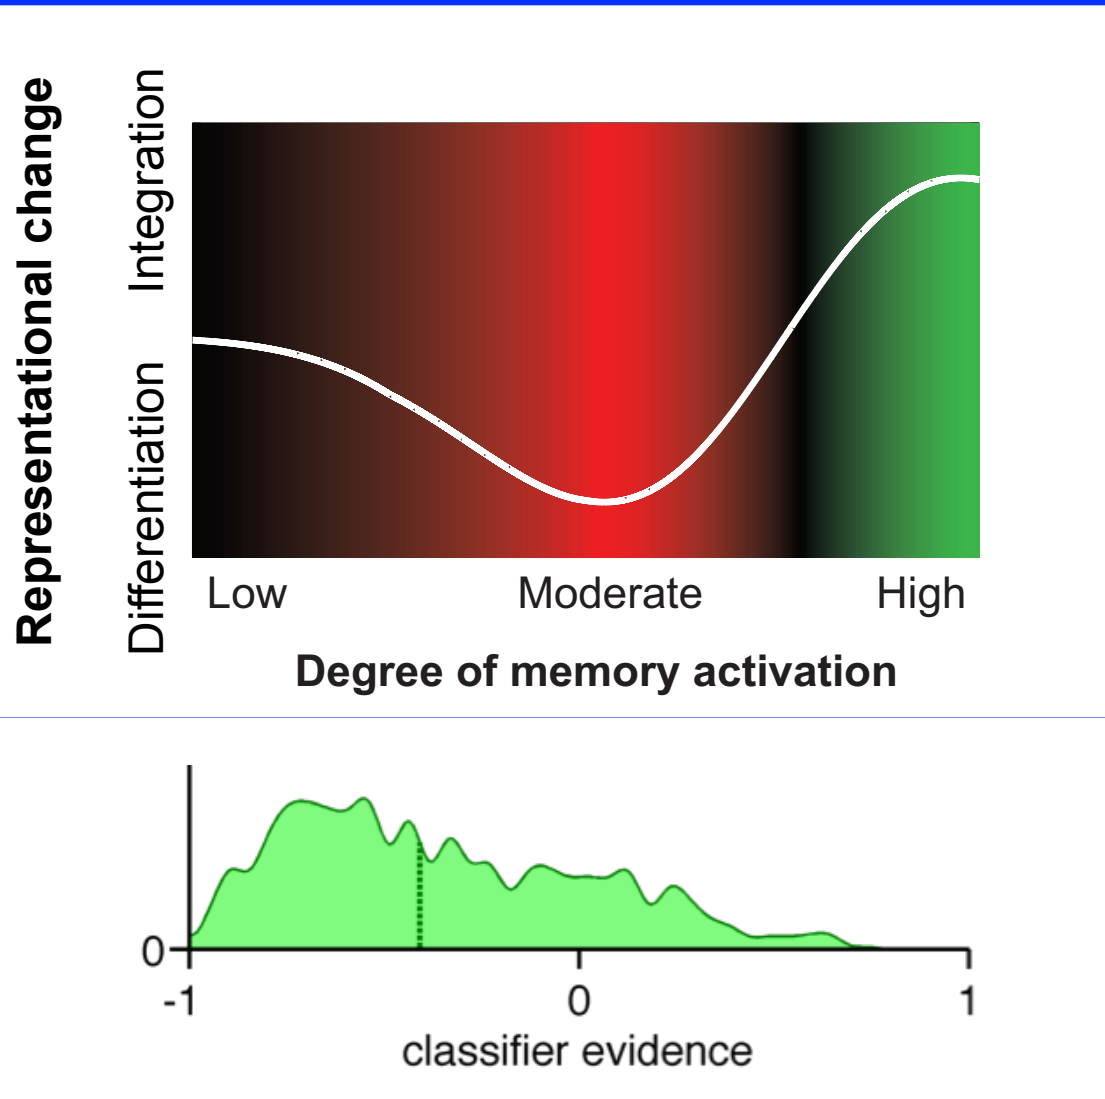 Representational change
Differentiation
Integration
Low
Moderate
High
Degree of memory activation
0
-1
0
1
classifier evidence